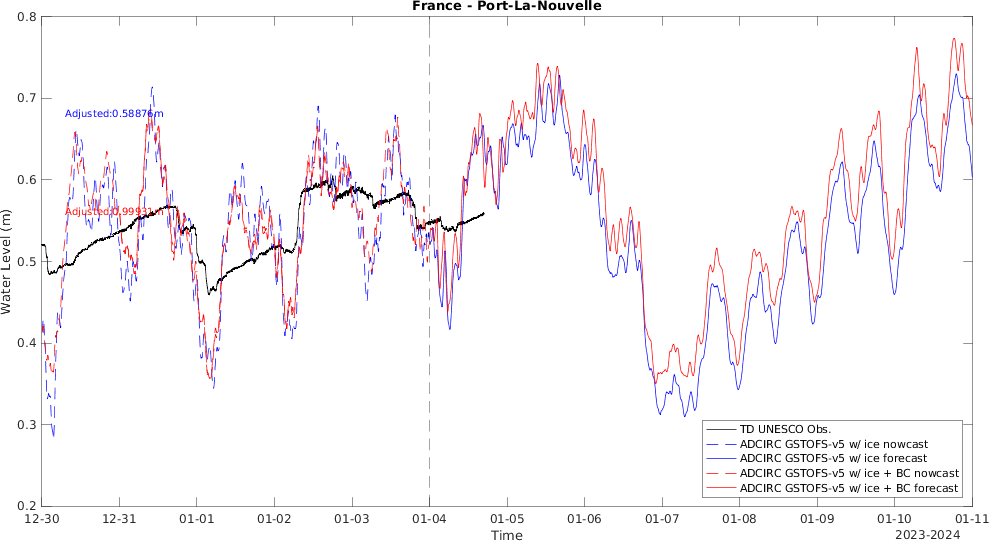 France - Port-La-Nouvelle
Water Level (m)
0.8
0.7
0.6
0.5
0.4
0.3
0.2
Adjusted:0.58876m
Adjusted:0.99931m
TD UNESCO Obs.
ADCIRC GSTOFS-v5 w/ ice nowcast
ADCIRC GSTOFS-v5 w/ ice forecast
ADCIRC GSTOFS-v5 w/ ice + BC nowcast
ADCIRC GSTOFS-v5 w/ ice + BC forecast
12-30 12-31 01-01 01-02 01-03 01-04 01-05 01-06 01-07 01-08 01-09 01-10 01-11
Time
2023-2024